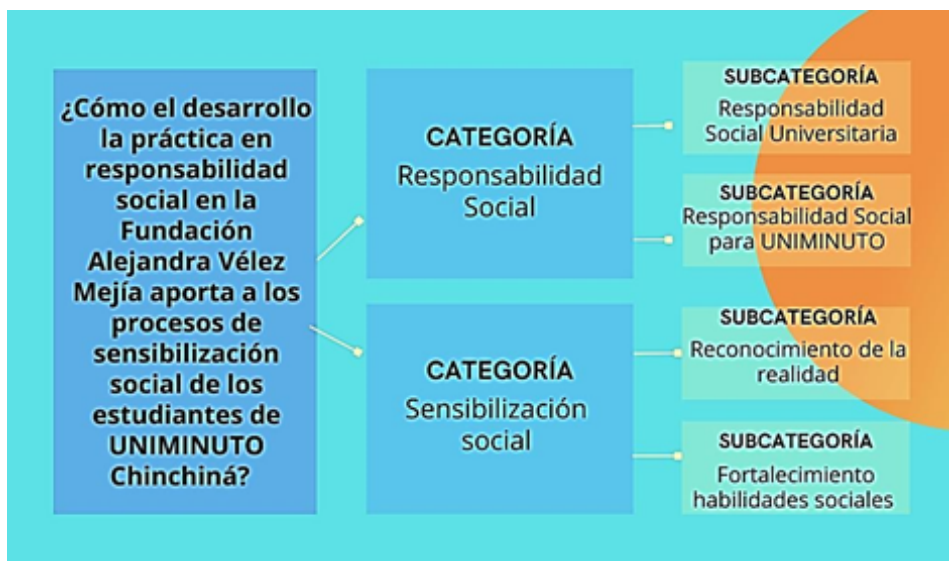 ¿Cómo el desarrollo
la práctica en
responsabilidad
social en la
Fundación
Alejandra Vélez
Mejía aporta a los
procesos de
sensibilización
social de los
estudiantes de
UNIMINUTO
Chinchiná?
CATEGORÍA
Responsabilidad
Social
SUBCATEGORÍA
Responsabilidad
Social Universitaria
SUBCATEGORÍA
Responsabilidad Social
para UNIMINUTO
CATEGORÍA
Sensibilización
social
SUBCATEGORÍA
Reconocimiento de la
realidad
SUBCATEGORÍA
Fortalecimiento
habilidades sociales